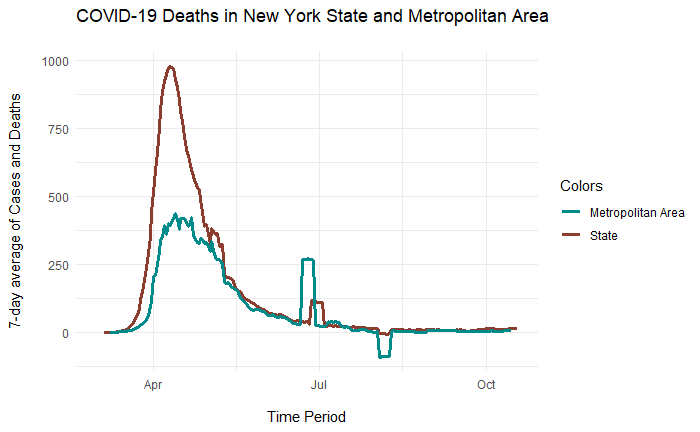 COVID-19 Deaths in New York State and Metropolitan Area
7-day average of Cases and Deaths
1000
750
500
250
0
Apr
Jul
Oct
Time Period
Colors
Metropolitan Area
State